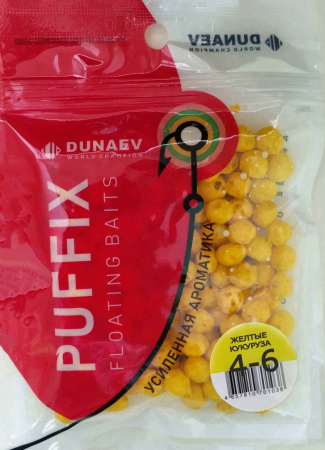 DUNAEV
WORLD CHAMPION
DUNAEV
WORLD CHAMPION
PUFFIX
FLOATING BAITS
УСИЛЕННАЯ АРОМАТИКА
ЖЕЛТЫЕ
КУКУРУЗА
4-6